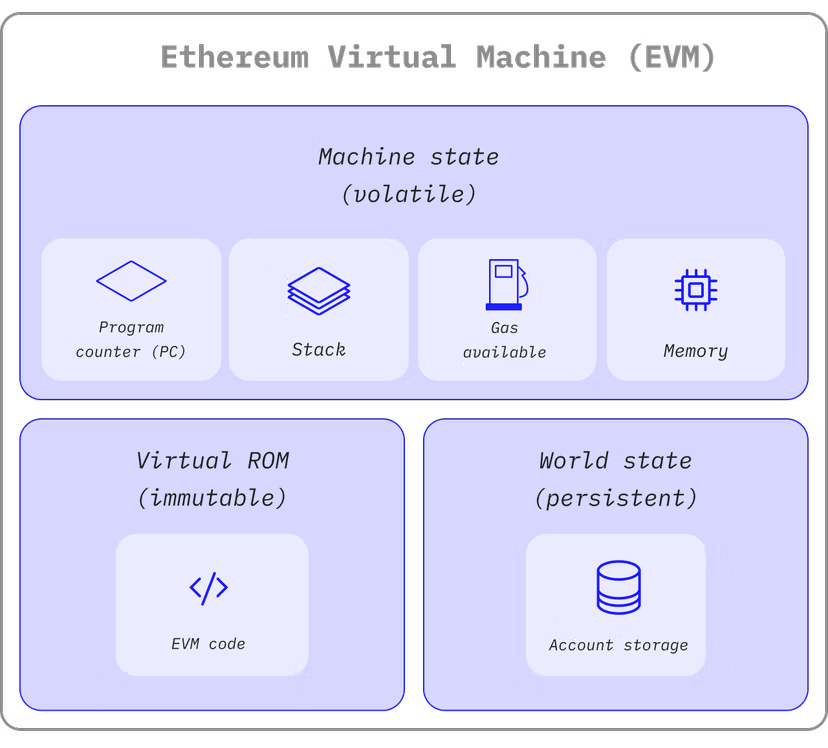 Ethereum Virtual Machine (EVM)
Machine state
(volatile)
Program
counter (PC)
Stack
Gas
available
Memory
Virtual ROM
(immutable)
EVM code
World state
(persistent)
Account storage